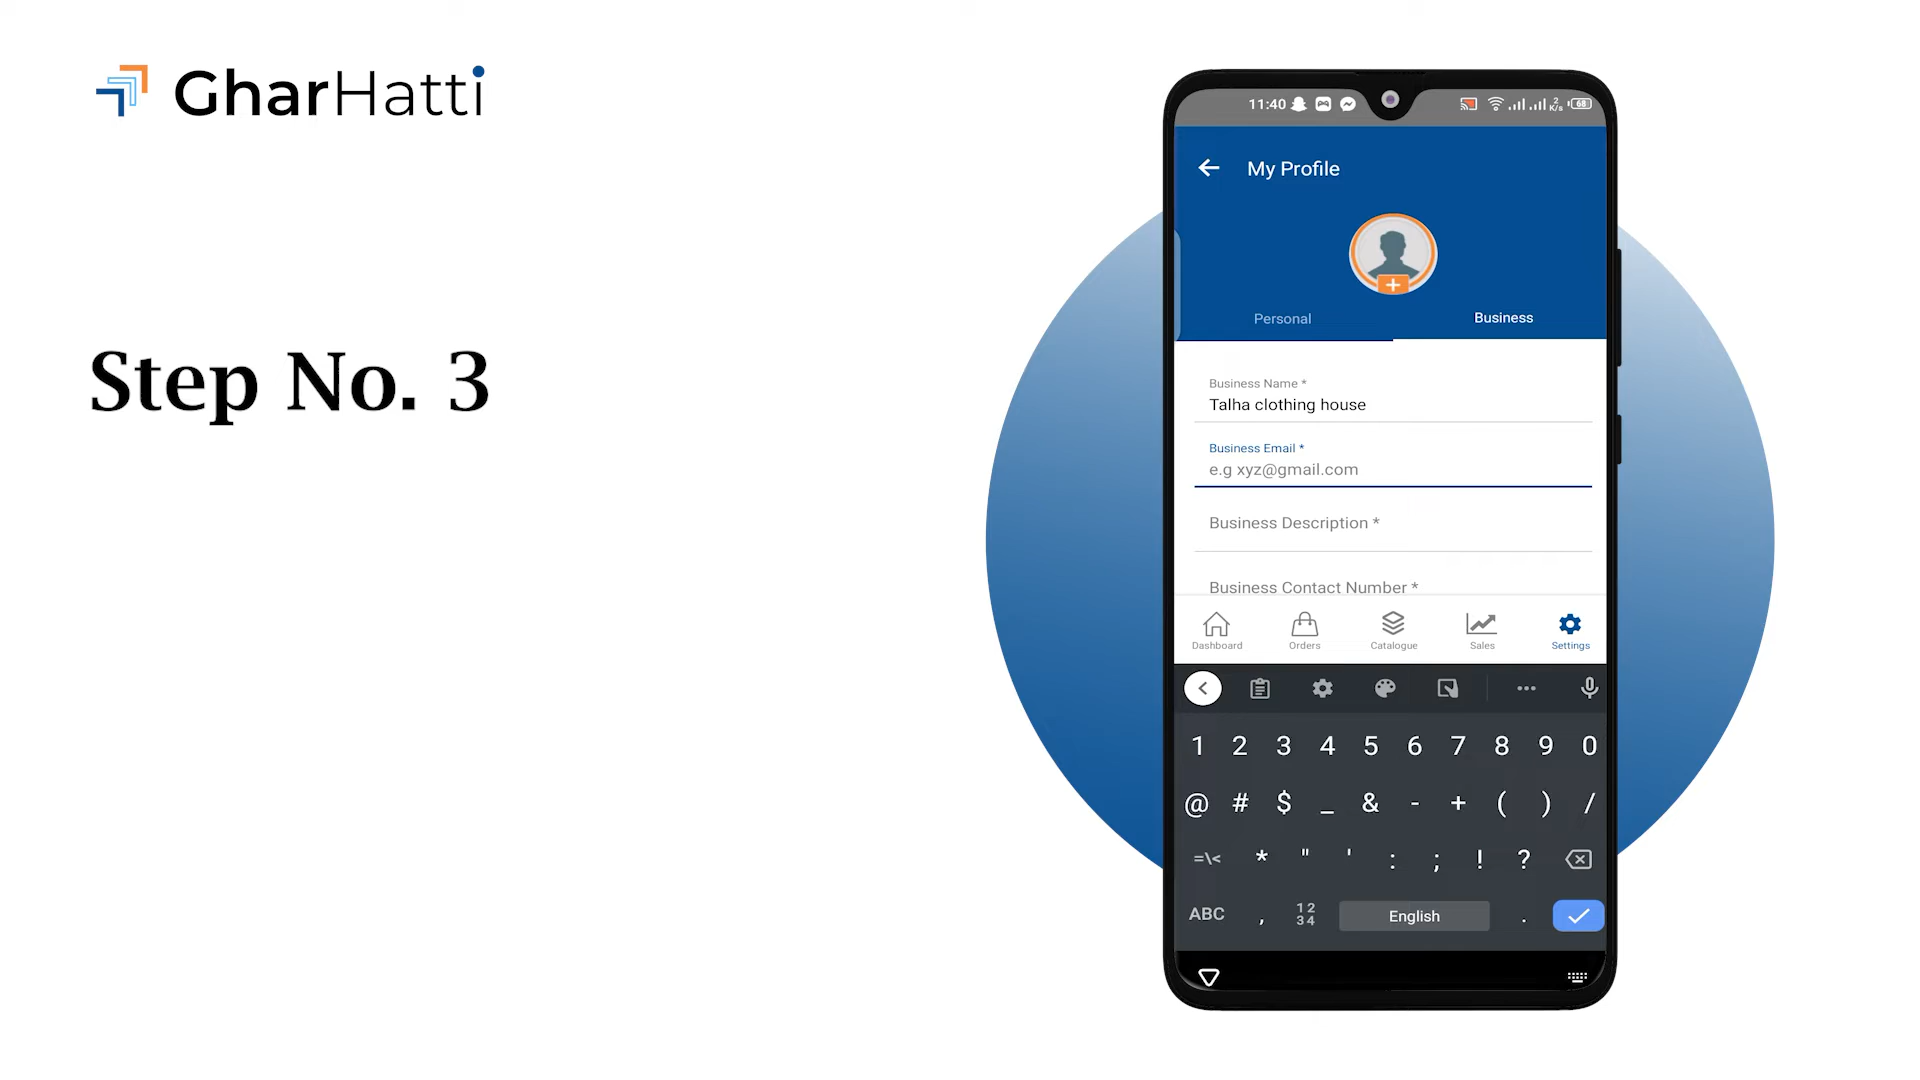 GharHatti
Step No. 3
11:40
2
K/s
68
My Profile
Personal
Business
Business Name *
Talha clothing house
Business Email *
e.g xyz@gmail.com
Business Description *
Business Contact Number *
Dashboard
Orders
Catalogue
Sales
Settings
1 2 3 4 5 6 7 8 9 0
@ # $ _ & - + ( ) /
=\< * " ' : ; ! ?
ABC , 12 34 English .